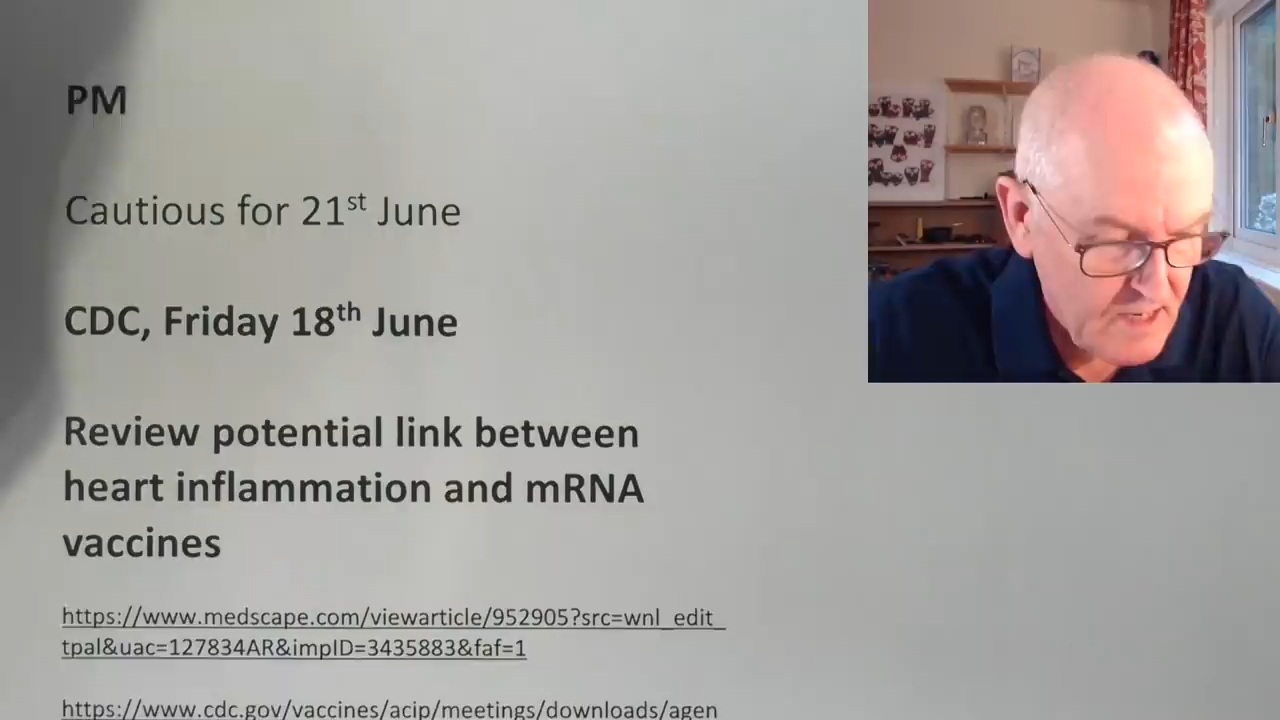 PM
Cautious for 21st June
CDC, Friday 18th June
Review potential link between
heart inflammation and mRNA
vaccines
https://www.medscape.com/viewarticle/952905?src=wnl_edit_
tpal&uac=127834AR&impID=3435883&faf=1
https://www.cdc.gov/vaccines/acip/meetings/downloads/agen